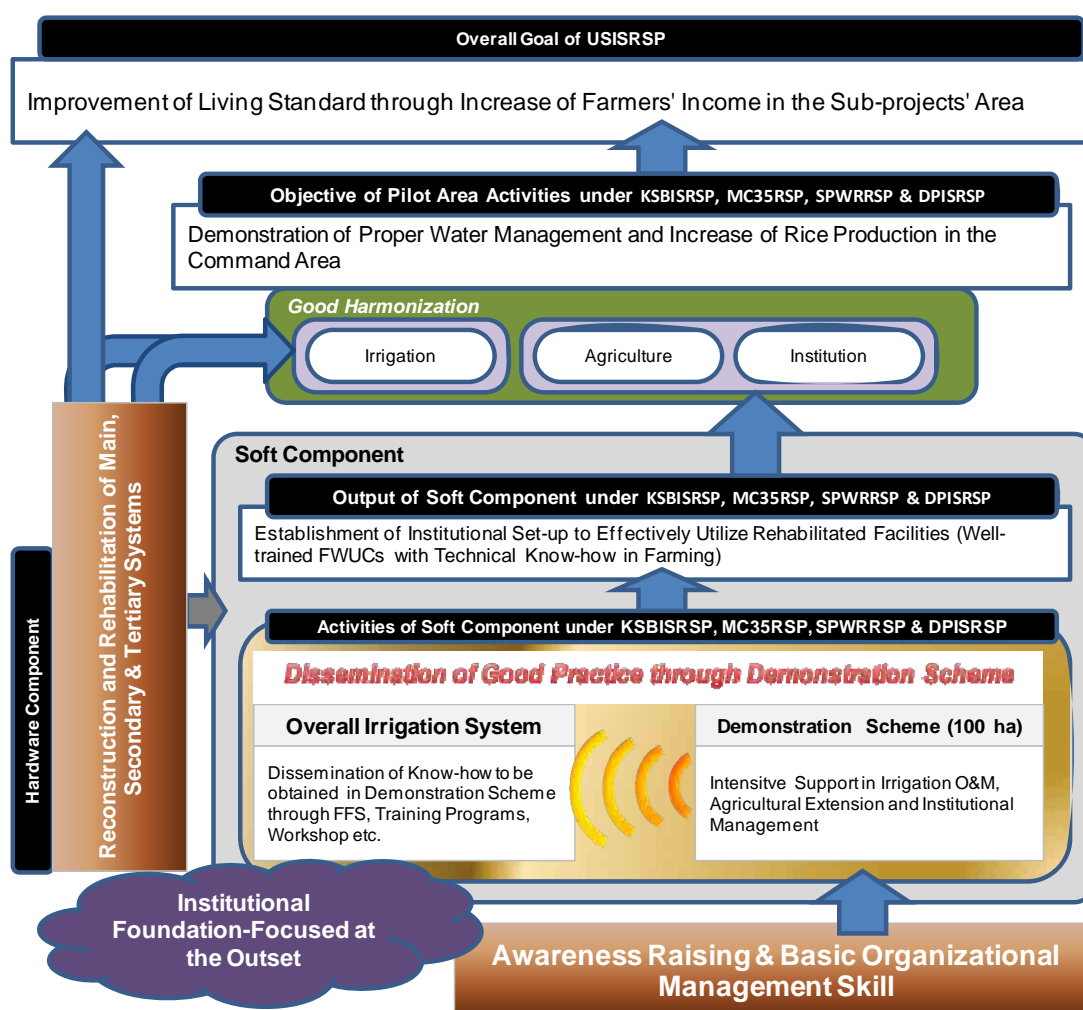 Overall Goal of USISRSP
Improvement of Living Standard through Increase of Farmers' Income in the Sub-projects' Area
Objective of Pilot Area Activities under KSBISRSP, MC35RSP, SPWRRSP & DPISRSP
Demonstration of Proper Water Management and Increase of Rice Production in the
Command Area
Good Harmonization
Irrigation
Agriculture
Institution
Hardware Component
Reconstruction and Rehabilitation of Main,
Secondary & Tertiary Systems
Soft Component
Output of Soft Component under KSBISRSP, MC35RSP, SPWRRSP & DPISRSP
Establishment of Institutional Set-up to Effectively Utilize Rehabilitated Facilities (Well-
trained FWUCs with Technical Know-how in Farming)
Activities of Soft Component under KSBISRSP, MC35RSP, SPWRRSP & DPISRSP
Dissemination of Good Practice through Demonstration Scheme
Overall Irrigation System
Dissemination of Know-how to be
obtained in Demonstration Scheme
through FFS, Training Programs,
Workshop etc.
Demonstration Scheme (100 ha)
Intensitve Support in Irrigation O&M,
Agricultural Extension and Institutional
Management
Institutional
Foundation-Focused at
the Outset
Awareness Raising & Basic Organizational
Management Skill